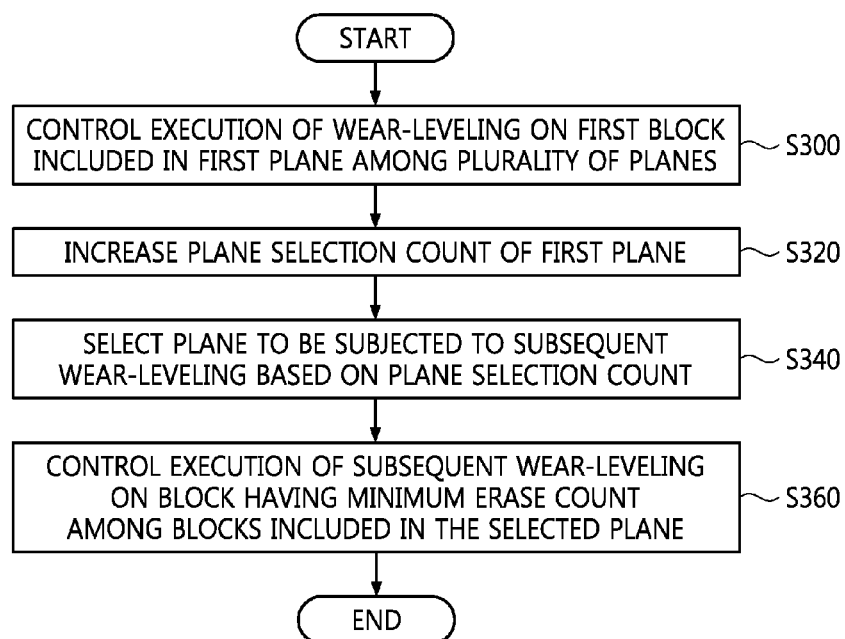 START
CONTROL EXECUTION OF WEAR-LEVELING ON FIRST BLOCK
INCLUDED IN FIRST PLANE AMONG PLURALITY OF PLANES
S300
INCREASE PLANE SELECTION COUNT OF FIRST PLANE
S320
SELECT PLANE TO BE SUBJECTED TO SUBSEQUENT
WEAR-LEVELING BASED ON PLANE SELECTION COUNT
S340
CONTROL EXECUTION OF SUBSEQUENT WEAR-LEVELING
ON BLOCK HAVING MINIMUM ERASE COUNT
AMONG BLOCKS INCLUDED IN THE SELECTED PLANE
S360
END